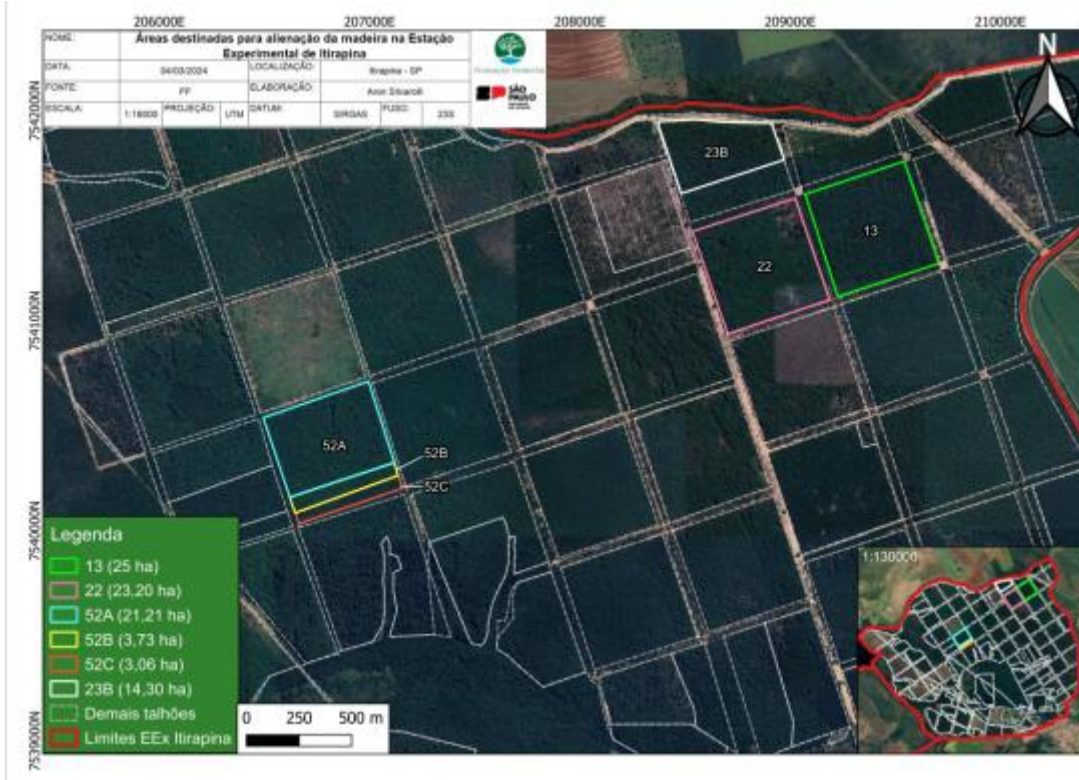 206000E 207000E 208000E 209000E 210000E
NOME: Áreas destinadas para alienação da madeira na Estação
Experimental de Itirapina
DATA: 04/03/2024 LOCALIZAÇÃO: Itirapina - SP
FONTE: FF ELABORAÇÃO:
ESCALA: 1:16000 PROJEÇÃO: UTM DATUM: SIRGAS FUSO: 23S
SÃO
PAULO
N
7542000N
7541000N
7540000N
7539000N
23B
13
22
52A
52B
52C
Legenda
13 (25 ha)
22 (23,20 ha)
52A (21,21 ha)
52B (3,73 ha)
52C (3,06 ha)
23B (14,30 ha)
Demais talhões
Limites EEx Itirapina
0 250 500 m
1:130000